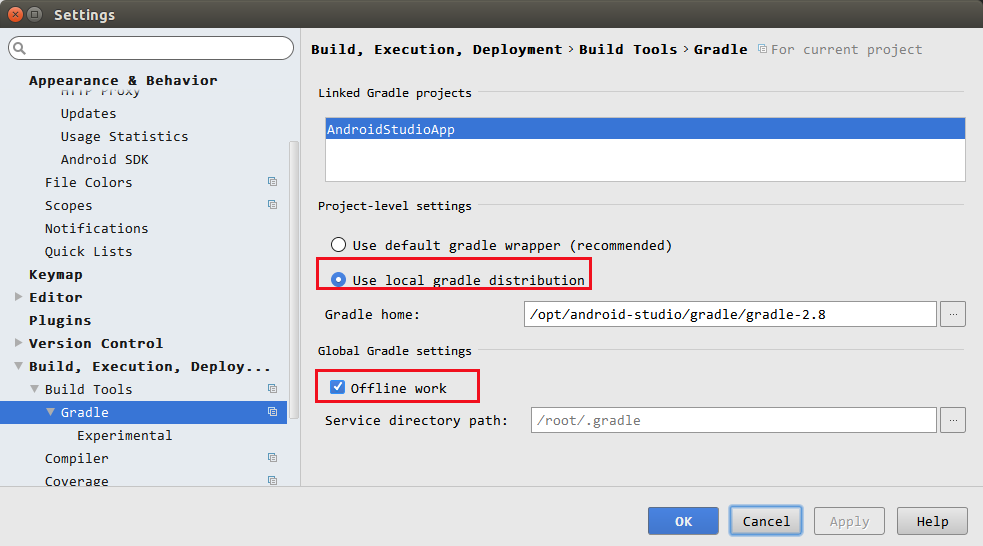 Settings
Appearance & Behavior
HTTP Proxy
Updates
Usage Statistics
Android SDK
File Colors
Scopes
Notifications
Quick Lists
Keymap
Editor
Plugins
Version Control
Build, Execution, Deploy...
Build Tools
Gradle
Experimental
Compiler
Coverage
Build, Execution, Deployment › Build Tools › Gradle For current project
Linked Gradle projects
AndroidStudioApp
Project-level settings
Use default gradle wrapper (recommended)
Use local gradle distribution
Gradle home: /opt/android-studio/gradle/gradle-2.8 ...
Global Gradle settings
Offline work
Service directory path: /root/.gradle ...
OK Cancel Apply Help